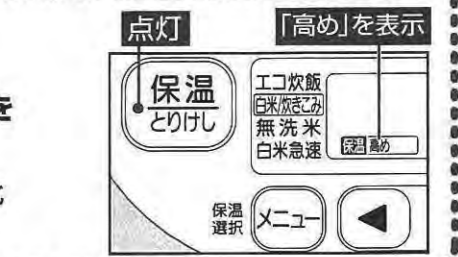 点灯
「高め」を表示
を
保温
とりけし
エコ炊飯
白米/炊きこみ
無洗米
白米急速
保温 高め
保温
選択
メニュー
◀